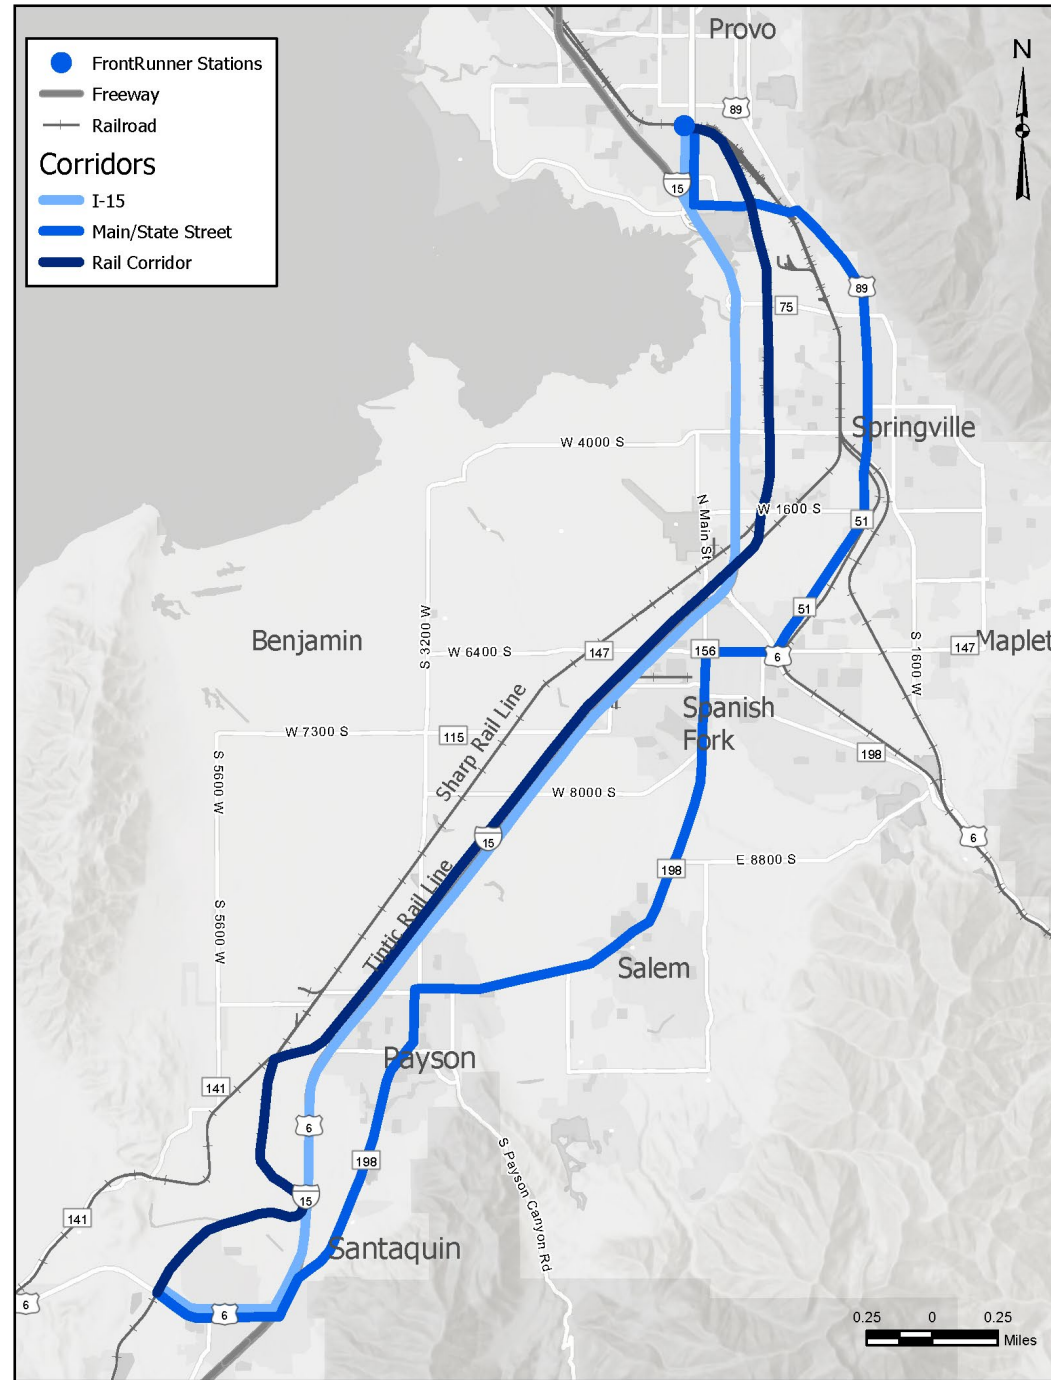 Provo
N
FrontRunner Stations
Freeway
Railroad
Corridors
I-15
Main/State Street
Rail Corridor
89
15
89
75
Springville
W 4000 S
N Main St
W 1600 S
51
51
S 3200 W
S 1600 W
Benjamin
W 6400 S
147
156
6
147
Maplet
Spanish
Fork
Sharp Rail Line
W 7300 S
115
198
S 5600 W
W 8000 S
15
6
E 8800 S
198
Tintic Rail Line
S 5600 W
Salem
Payson
141
6
198
S Payson Canyon Rd
15
141
Santaquin
6
6
0.25 0 0.25
Miles